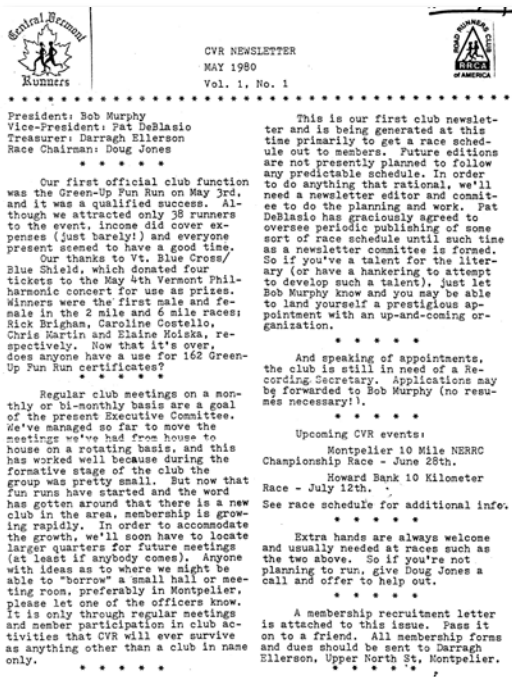 Central Vermont
Runners
CVR NEWSLETTER
MAY 1980
Vol. 1, No. 1
ROAD RUNNERS CLUB
RRCA
OF AMERICA
* * * * * * * * * * * * * * * * * * * * * * * * * * * * * * * * * * * *
President: Bob Murphy
Vice-President: Pat DeBlasio
Treasurer: Darragh Ellerson
Race Chairman: Doug Jones
* * * * *
Our first official club function
was the Green-Up Fun Run on May 3rd,
and it was a qualified success. Al-
though we attracted only 38 runners
to the event, income did cover ex-
penses (just barely!) and everyone
present seemed to have a good time.
Our thanks to Vt. Blue Cross/
Blue Shield, which donated four
tickets to the May 4th Vermont Phil-
harmonic concert for use as prizes.
Winners were the first male and fe-
male in the 2 mile and 6 mile races;
Rick Brigham, Caroline Costello,
Chris Martin and Elaine Hoiska, re-
spectively. Now that it's over,
does anyone have a use for 162 Green-
Up Fun Run certificates?
* * * * *
Regular club meetings on a mon-
thly or bi-monthly basis are a goal
of the present Executive Committee.
We've managed so far to move the
meetings we've had from house to
house on a rotating basis, and this
has worked well because during the
formative stage of the club the
group was pretty small. But now that
fun runs have started and the word
has gotten around that there is a new
club in the area, membership is grow-
ing rapidly. In order to accommodate
the growth, we'll soon have to locate
larger quarters for future meetings
(at least if anybody comes). Anyone
with ideas as to where we might be
able to "borrow" a small hall or mee-
ting room, preferably in Montpelier,
please let one of the officers know.
It is only through regular meetings
and member participation in club ac-
tivities that CVR will ever survive
as anything other than a club in name
only.
* * * * *
This is our first club newslet-
ter and is being generated at this
time primarily to get a race sched-
ule out to members. Future editions
are not presently planned to follow
any predictable schedule. In order
to do anything that rational, we'll
need a newsletter editor and commit-
ee to do the planning and work. Pat
DeBlasio has graciously agreed to
oversee periodic publishing of some
sort of race schedule until such time
as a newsletter committee is formed.
So if you've a talent for the liter-
ary (or have a hankering to attempt
to develop such a talent), just let
Bob Murphy know and you may be able
to land yourself a prestigious ap-
pointment with an up-and-coming or-
ganization.
* * * * *
And speaking of appointments,
the club is still in need of a Re-
cording Secretary. Applications may
be forwarded to Bob Murphy (no resu-
mes necessary!).
* * * * *
Upcoming CVR events:
Montpelier 10 Mile NERRC
Championship Race - June 28th.
Howard Bank 10 Kilometer
Race - July 12th.
See race schedule for additional info.
* * * * *
Extra hands are always welcome
and usually needed at races such as
the two above. So if you're not
planning to run, give Doug Jones a
call and offer to help out.
* * * * *
A membership recruitment letter
is attached to this issue. Pass it
on to a friend. All membership forms
and dues should be sent to Darragh
Ellerson, Upper North St, Montpelier.
* * * * *